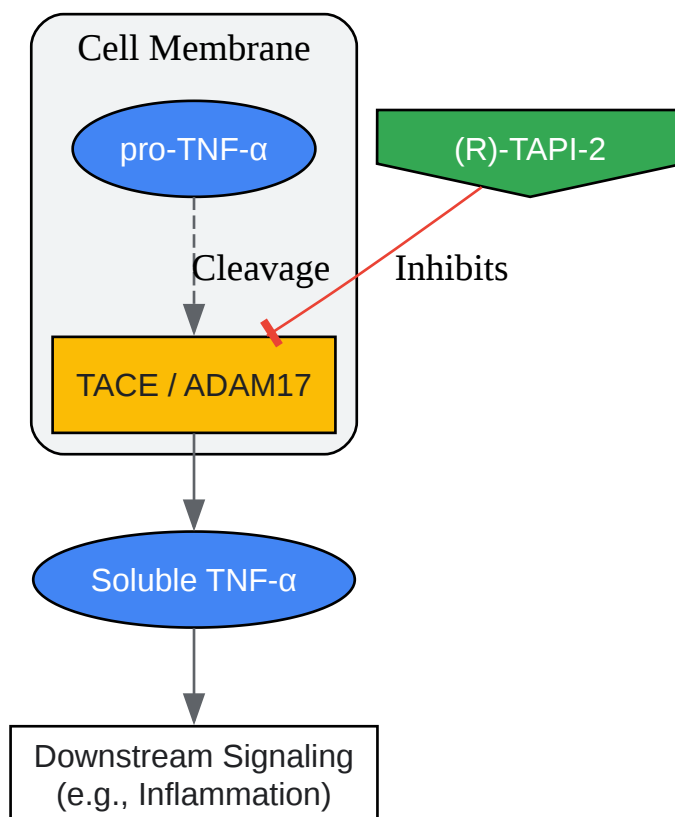 Cell Membrane
pro-TNF-α
(R)-TAPI-2
Cleavage
Inhibits
TACE / ADAM17
Soluble TNF-α
Downstream Signaling
(e.g., Inflammation)